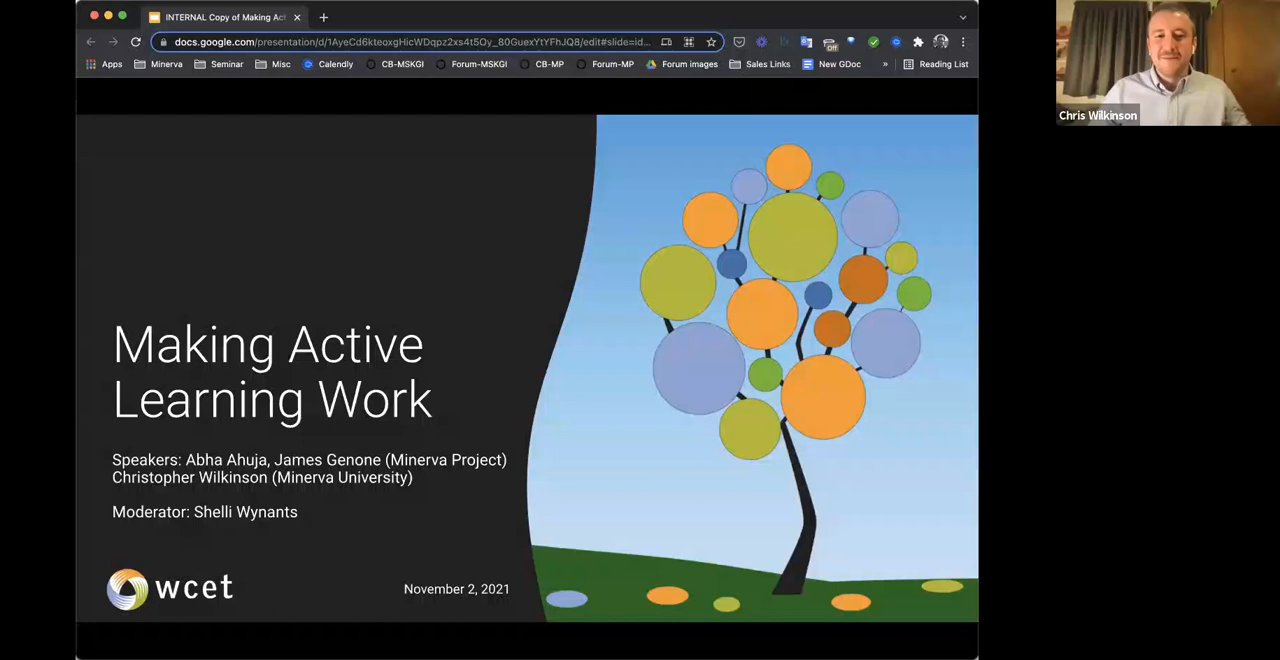 INTERNAL Copy of Making Act
docs.google.com/presentation/d/1AyeCd6kteoxgHicWDqpz2xs4t5Oy_80GuexYtYFhJQ8/edit#slide=id...
Off
Apps Minerva Seminar Misc Calendly CB-MSKGI Forum-MSKGI CB-MP Forum-MP Forum images Sales Links New GDoc » Reading List
Chris Wilkinson
Making Active
Learning Work
Speakers: Abha Ahuja, James Genone (Minerva Project)
Christopher Wilkinson (Minerva University)
Moderator: Shelli Wynants
wcet
November 2, 2021